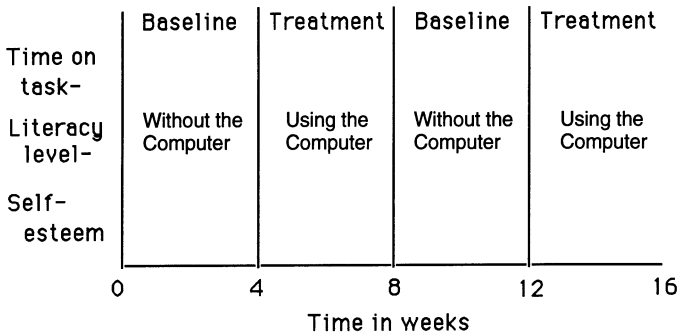 Baseline Treatment Baseline Treatment
Time on
task-
Literacy
level-
Self-
esteem
Without the
Computer
Using the
Computer
Without the
Computer
Using the
Computer
0 4 8 12 16
Time in weeks